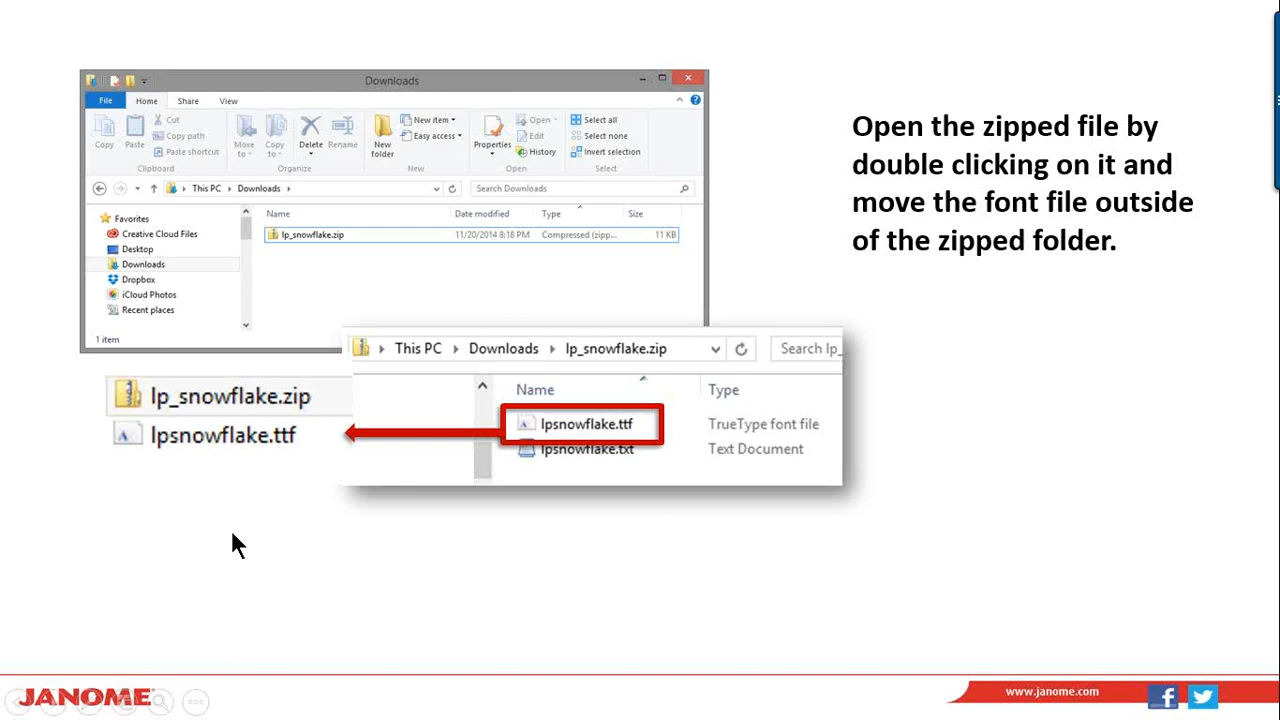 Downloads
File Home Share View
Cut
Copy path
Paste shortcut
Copy Paste
Clipboard
Move to
Copy to
Delete Rename
Organize
New folder
New item
Easy access
New
Properties
Open
Edit
History
Open
Select all
Select none
Invert selection
Select
This PC Downloads
Search Downloads
Name Date modified Type Size
lp_snowflake.zip 11/20/2014 8:18 PM Compressed (zipp... 11 KB
Favorites
Creative Cloud Files
Desktop
Downloads
Dropbox
iCloud Photos
Recent places
1 item
Open the zipped file by
double clicking on it and
move the font file outside
of the zipped folder.
This PC Downloads lp_snowflake.zip Search lp_
Name Type
lpsnowflake.ttf TrueType font file
lpsnowflake.txt Text Document
lp_snowflake.zip
lpsnowflake.ttf
JANOME
www.janome.com